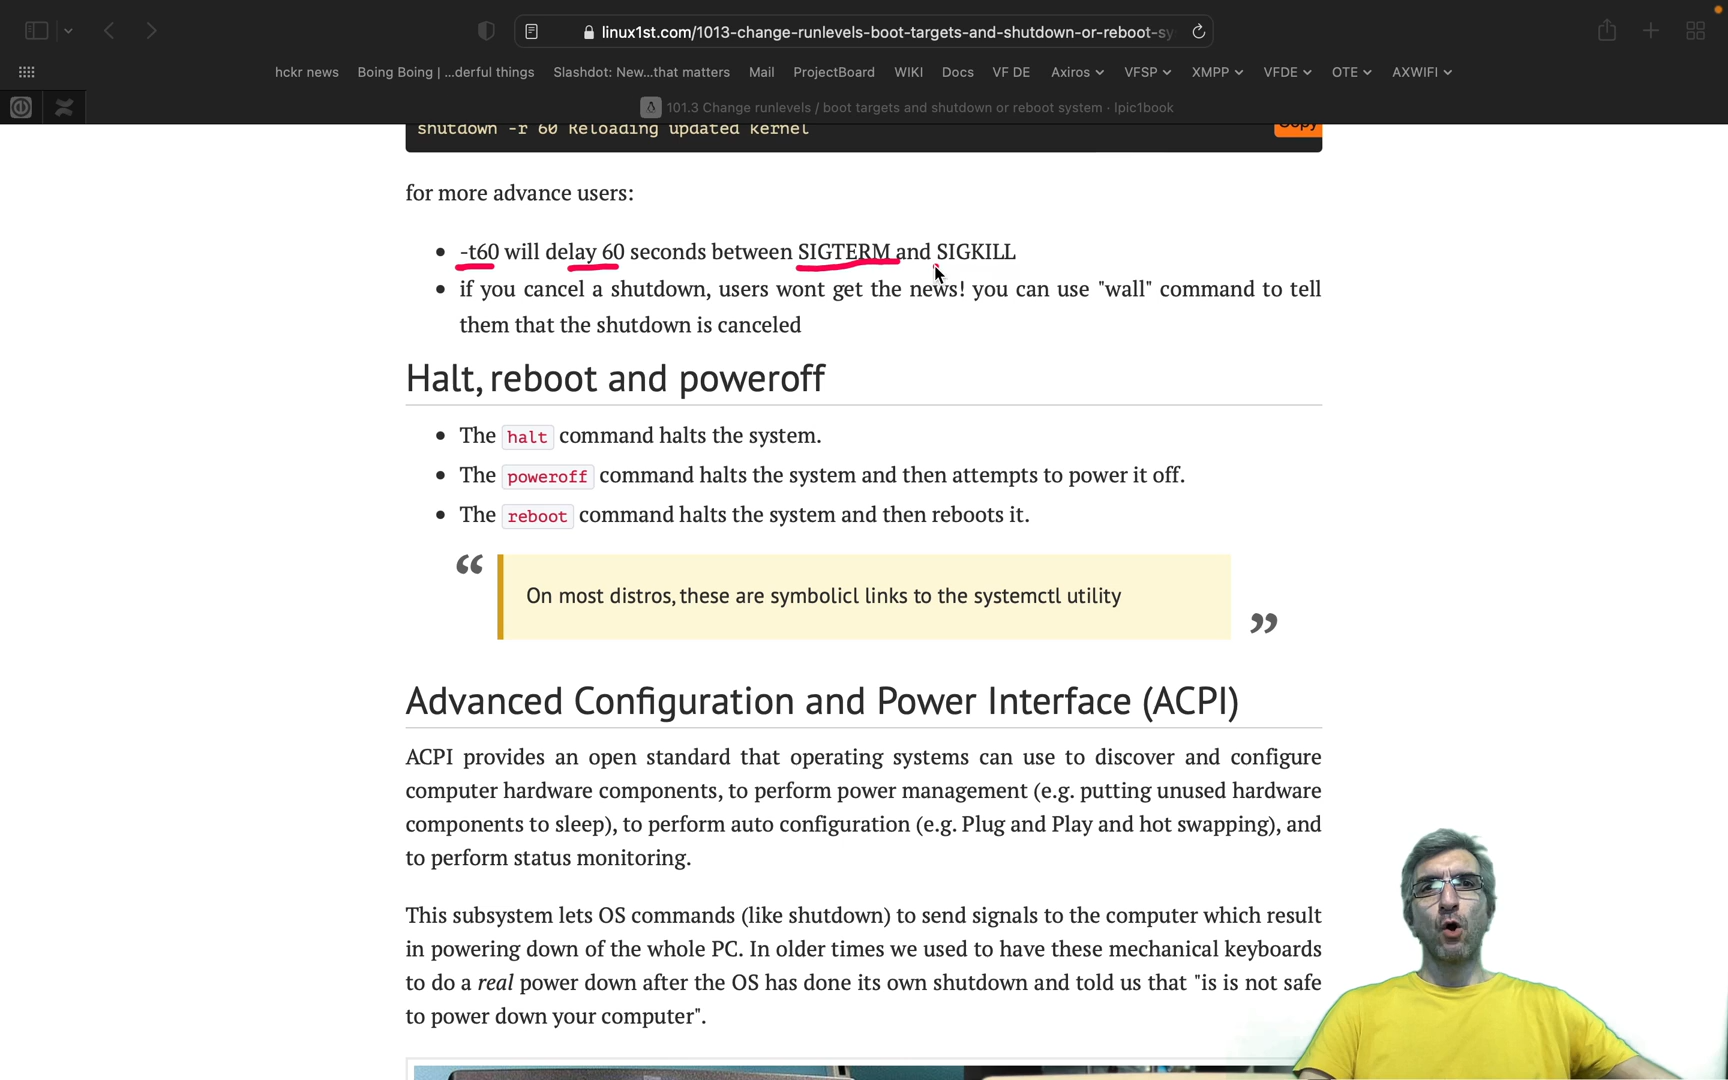 linux1st.com/1013-change-runlevels-boot-targets-and-shutdown-or-reboot-sy
hckr news Boing Boing | ...derful things Slashdot: New...that matters Mail ProjectBoard WIKI Docs VF DE Axiros VFSP XMPP VFDE OTE AXWIFI
101.3 Change runlevels / boot targets and shutdown or reboot system · lpic1book
shutdown -r 60 Reloading updated kernel
Copy
for more advance users:
-t60 will delay 60 seconds between SIGTERM and SIGKILL
if you cancel a shutdown, users wont get the news! you can use "wall" command to tell
them that the shutdown is canceled
Halt, reboot and poweroff
The halt command halts the system.
The poweroff command halts the system and then attempts to power it off.
The reboot command halts the system and then reboots it.
“
On most distros, these are symbolicl links to the systemctl utility
”
Advanced Configuration and Power Interface (ACPI)
ACPI provides an open standard that operating systems can use to discover and configure
computer hardware components, to perform power management (e.g. putting unused hardware
components to sleep), to perform auto configuration (e.g. Plug and Play and hot swapping), and
to perform status monitoring.
This subsystem lets OS commands (like shutdown) to send signals to the computer which result
in powering down of the whole PC. In older times we used to have these mechanical keyboards
to do a real power down after the OS has done its own shutdown and told us that "is is not safe
to power down your computer".